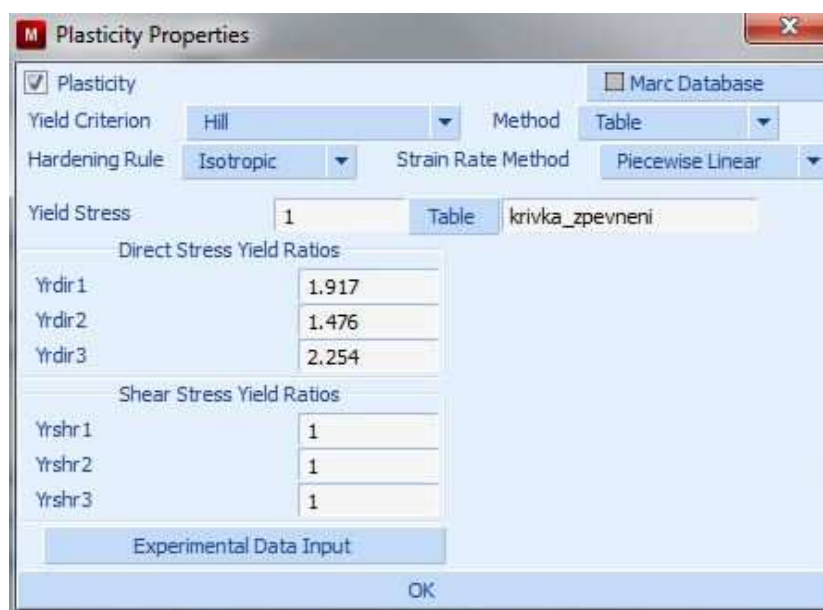 M Plasticity Properties
Plasticity Marc Database
Yield Criterion Hill Method Table
Hardening Rule Isotropic Strain Rate Method Piecewise Linear
Yield Stress 1 Table krivka_zpevneni
Direct Stress Yield Ratios
Yrdir1 1.917
Yrdir2 1.476
Yrdir3 2.254
Shear Stress Yield Ratios
Yrshr1 1
Yrshr2 1
Yrshr3 1
Experimental Data Input
OK